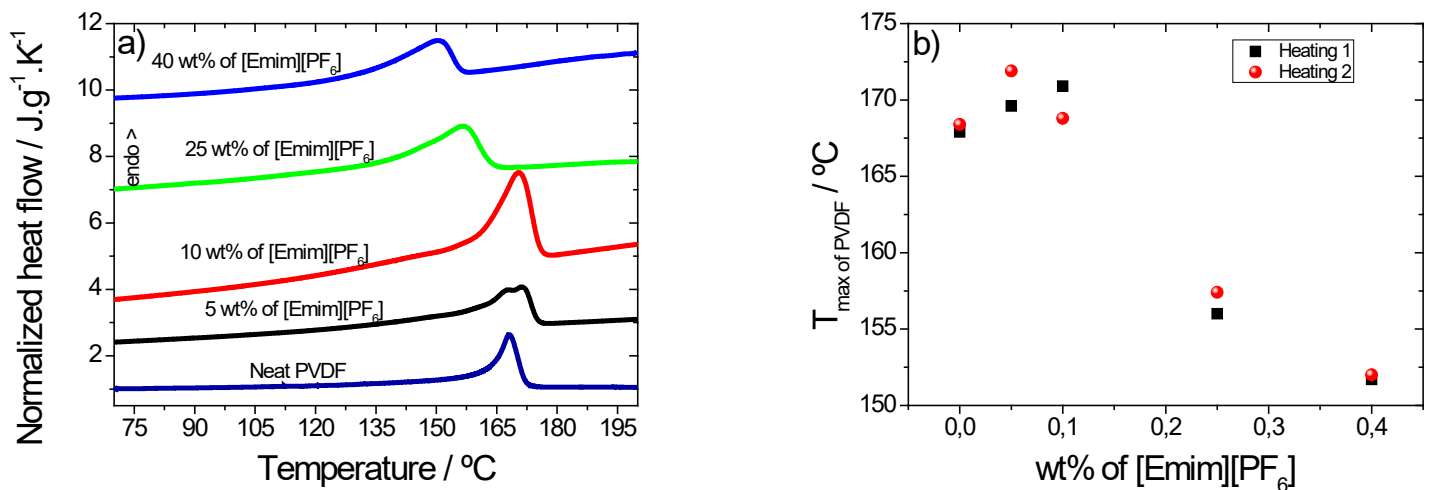 a)
Normalized heat flow / J.g⁻¹.K⁻¹
12
10
8
6
4
2
endo >
40 wt% of [Emim][PF₆]
25 wt% of [Emim][PF₆]
10 wt% of [Emim][PF₆]
5 wt% of [Emim][PF₆]
Neat PVDF
75 90 105 120 135 150 165 180 195
Temperature / ºC
b)
Heating 1
Heating 2
T max of PVDF / ºC
175
170
165
160
155
150
0,0 0,1 0,2 0,3 0,4
wt% of [Emim][PF₆]